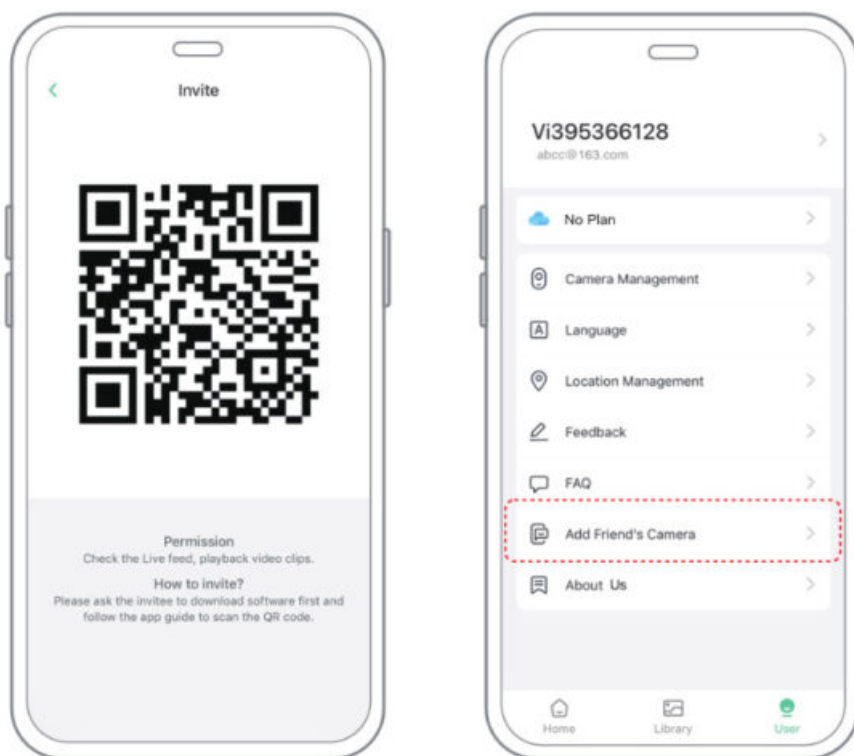 Invite
Permission
Check the Live feed, playback video clips.
How to invite?
Please ask the invitee to download software first and
follow the app guide to scan the QR code.
Vi395366128
abcc@163.com
No Plan
Camera Management
A Language
Location Management
Feedback
FAQ
Add Friend's Camera
About Us
Home Library User